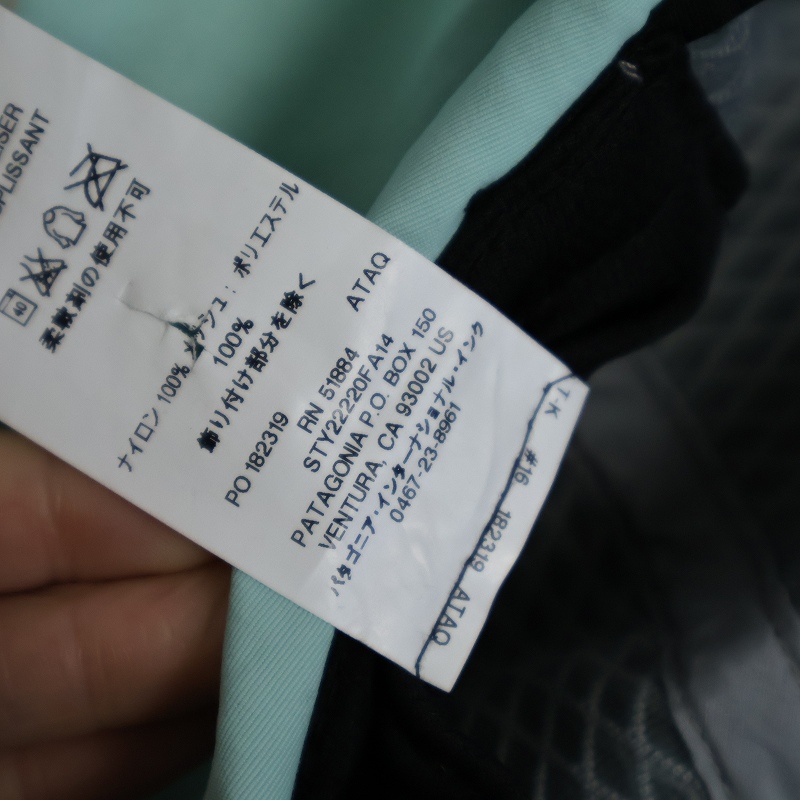 PLISSANT
40
柔軟剤の使用不可
ナイロン 100% メッシュ： ポリエステル
100%
飾り付け部分を除く
ATAQ
PO 182319
RN 51884
STY22220FA14
PATAGONIA P.O. BOX 150
VENTURA, CA 93002 US
パタゴニア・インターナショナル・インク
0467-23-8961
T-K #16 182319 ATAQ